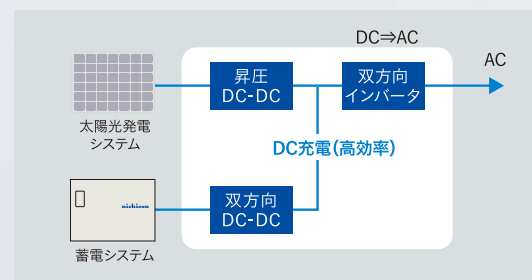 DC⇒AC
昇圧
DC-DC
双方向
インバータ
AC
太陽光発電
システム
DC充電(高効率)
nichicon
双方向
DC-DC
蓄電システム